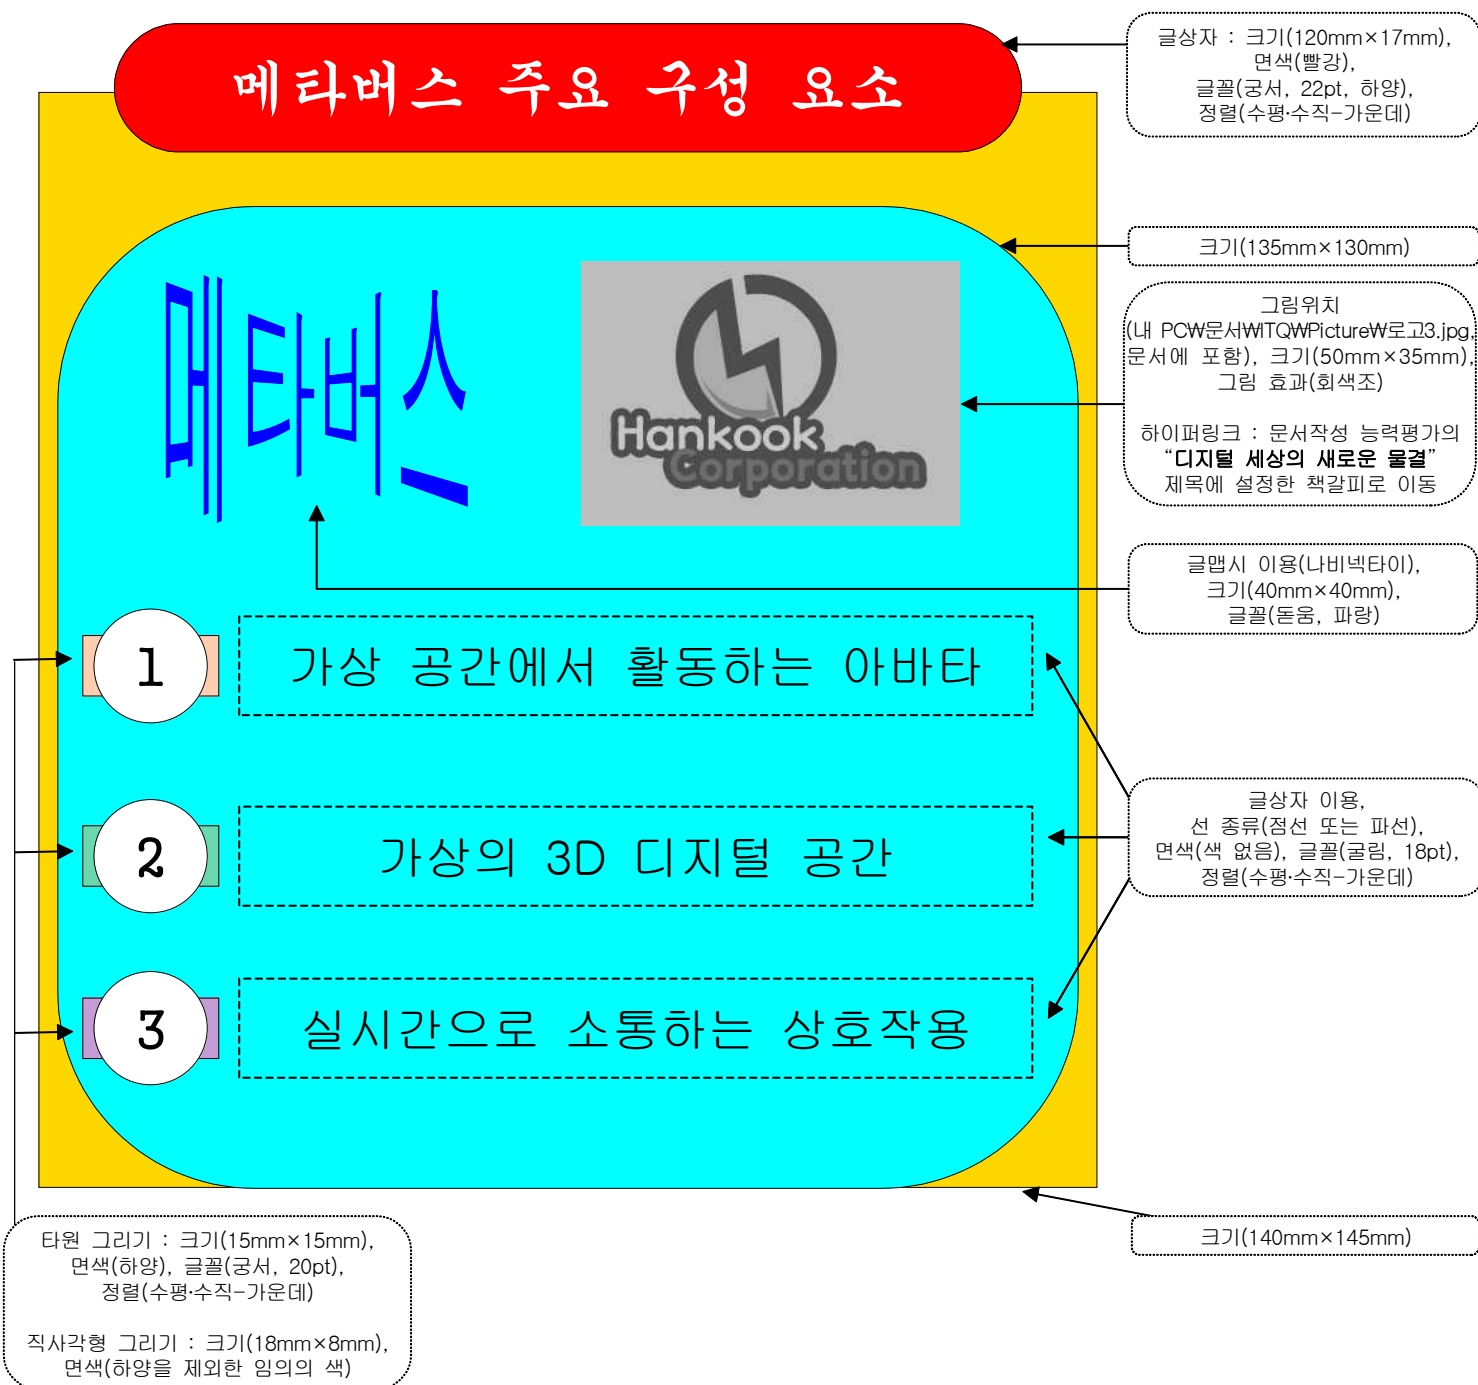 메타버스 주요 구성 요소
글상자 : 크기(120mm×17mm),
면색(빨강),
글꼴(궁서, 22pt, 하양),
정렬(수평·수직-가운데)
크기(135mm×130mm)
메타버스
Hankook
Corporation
그림위치
(내 PC₩문서₩ITQ₩Picture₩로고3.jpg,
문서에 포함), 크기(50mm×35mm),
그림 효과(회색조)
하이퍼링크 : 문서작성 능력평가의
“디지털 세상의 새로운 물결”
제목에 설정한 책갈피로 이동
글맵시 이용(나비넥타이),
크기(40mm×40mm),
글꼴(돋움, 파랑)
1 가상 공간에서 활동하는 아바타
2 가상의 3D 디지털 공간
3 실시간으로 소통하는 상호작용
글상자 이용,
선 종류(점선 또는 파선),
면색(색 없음), 글꼴(굴림, 18pt),
정렬(수평·수직-가운데)
크기(140mm×145mm)
타원 그리기 : 크기(15mm×15mm),
면색(하양), 글꼴(궁서, 20pt),
정렬(수평·수직-가운데)
직사각형 그리기 : 크기(18mm×8mm),
면색(하양을 제외한 임의의 색)